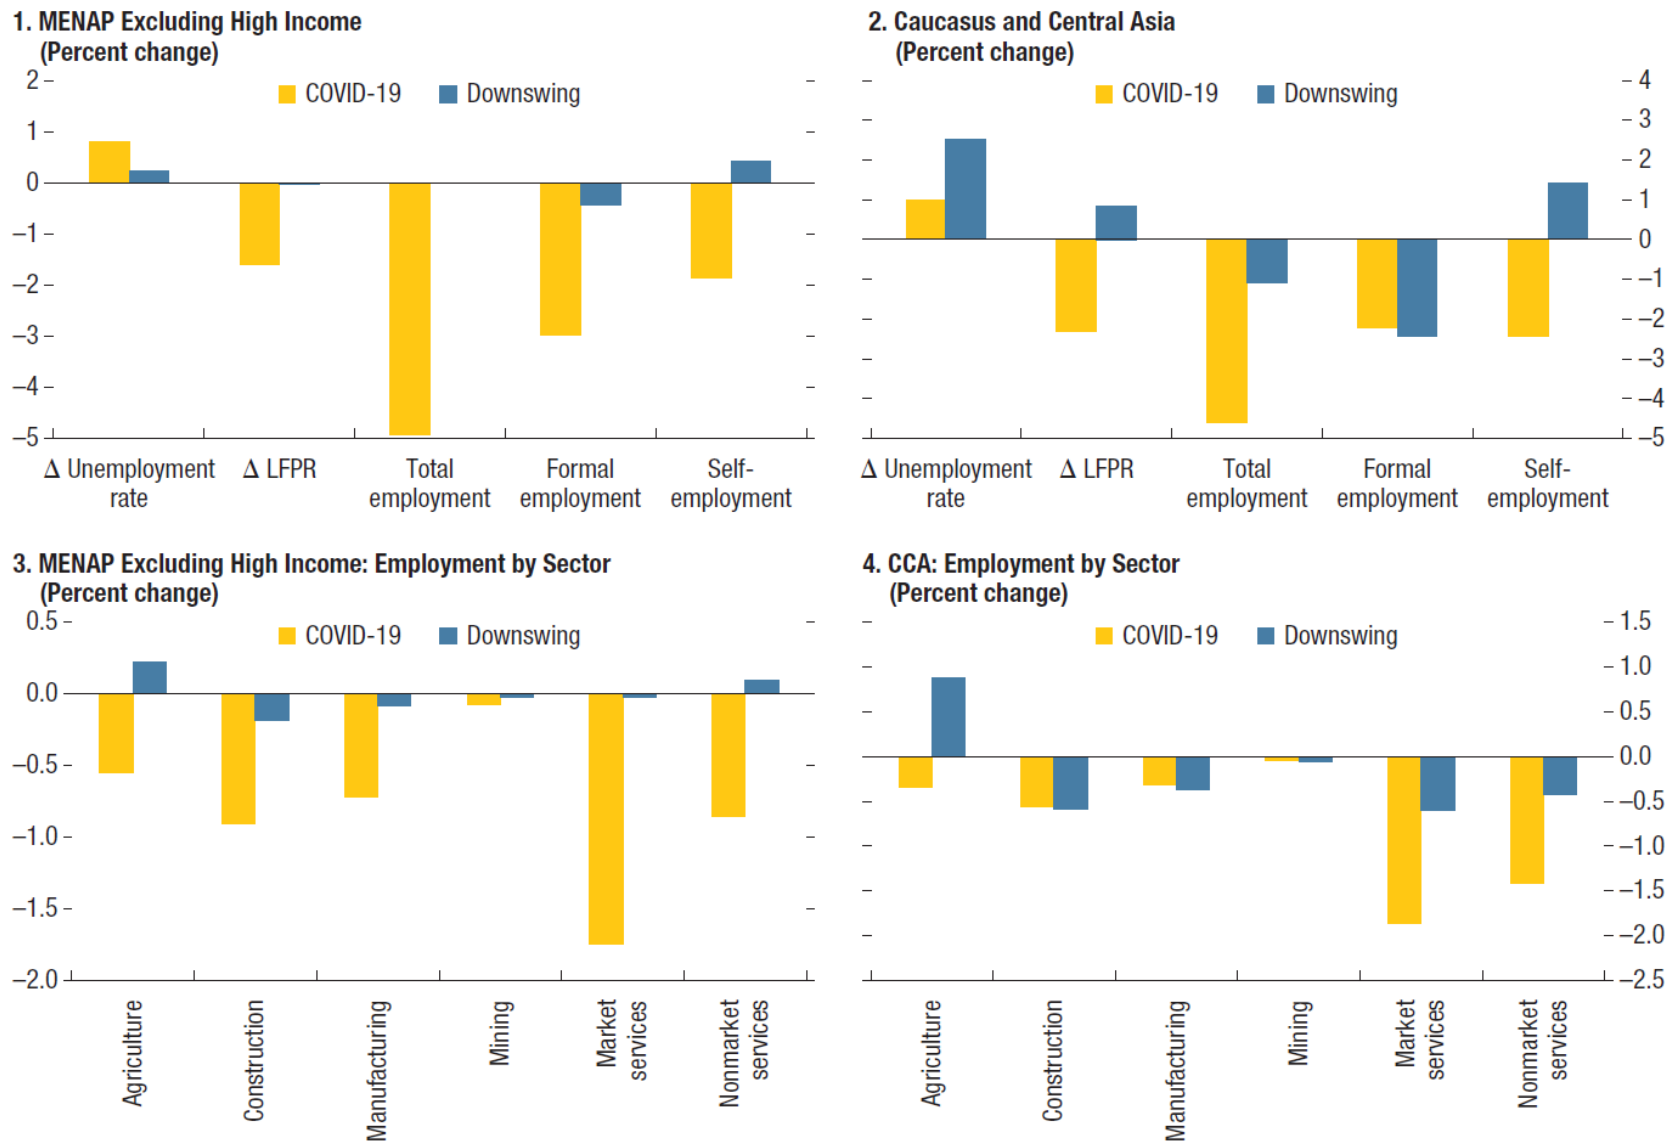 1. MENAP Excluding High Income
(Percent change)
COVID-19 Downswing
2
1
0
–1
–2
–3
–4
–5
Δ Unemployment rate
Δ LFPR
Total employment
Formal employment
Self-employment
2. Caucasus and Central Asia
(Percent change)
COVID-19 Downswing
4
3
2
1
0
–1
–2
–3
–4
–5
Δ Unemployment rate
Δ LFPR
Total employment
Formal employment
Self-employment
3. MENAP Excluding High Income: Employment by Sector
(Percent change)
COVID-19 Downswing
0.5
0.0
–0.5
–1.0
–1.5
–2.0
Agriculture
Construction
Manufacturing
Mining
Market services
Nonmarket services
4. CCA: Employment by Sector
(Percent change)
COVID-19 Downswing
1.5
1.0
0.5
0.0
–0.5
–1.0
–1.5
–2.0
–2.5
Agriculture
Construction
Manufacturing
Mining
Market services
Nonmarket services